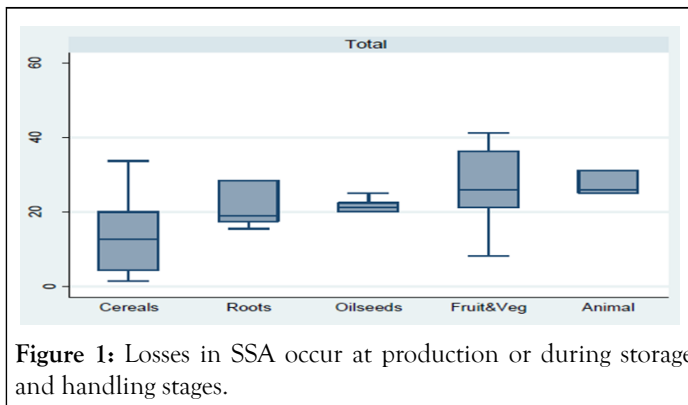 Total
60
40
20
0
Cereals Roots Oilseeds Fruit&Veg Animal
Figure 1: Losses in SSA occur at production or during storage
and handling stages.